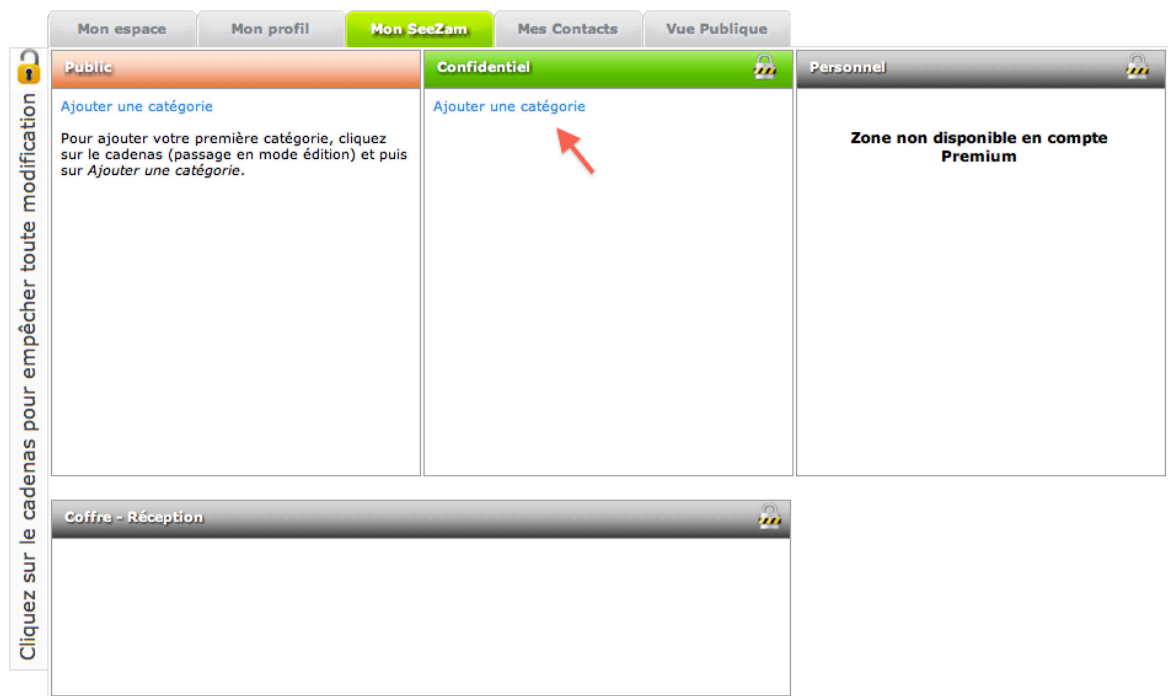 Mon espace
Mon profil
Mon SeeZam
Mes Contacts
Vue Publique
Cliquez sur le cadenas pour empêcher toute modification
Public
Ajouter une catégorie
Pour ajouter votre première catégorie, cliquez
sur le cadenas (passage en mode édition) et puis
sur Ajouter une catégorie.
Confidentiel
Ajouter une catégorie
Personnel
Zone non disponible en compte
Premium
Coffre - Réception